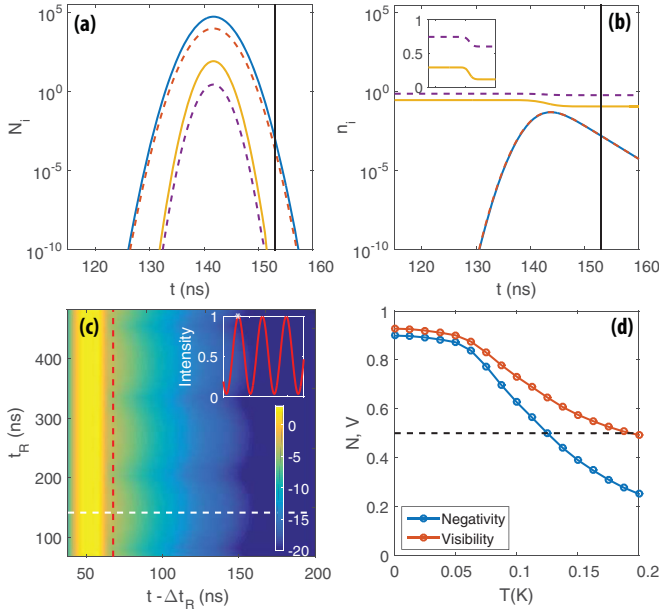 (a)
10^5
10^0
10^-5
10^-10
N_i
120 130 140 150 160
t (ns)
(b)
1
0.5
0
10^5
10^0
10^-5
10^-10
n_i
120 130 140 150 160
t (ns)
(c)
Intensity
1
0.5
0
0
-5
-10
-15
-20
400
300
200
100
t_R (ns)
50 100 150 200
t - Δt_R (ns)
(d)
1
0.8
0.6
0.4
0.2
0
N, V
Negativity
Visibility
0 0.05 0.1 0.15 0.2
T(K)